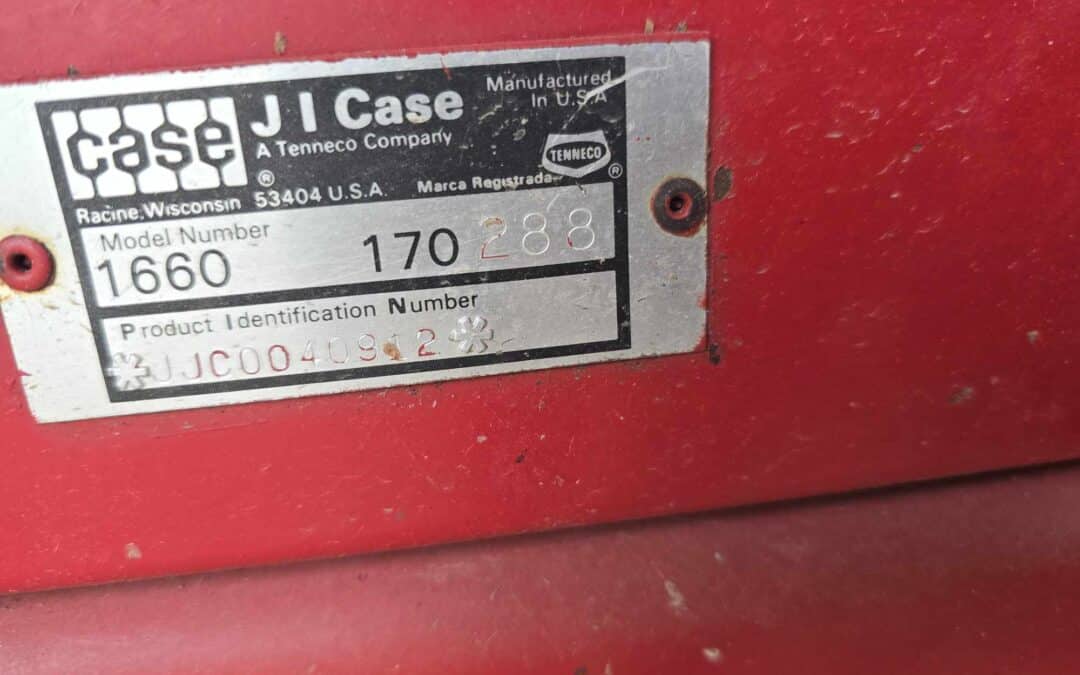 case
J I Case
Manufactured
In U.S.A
A Tenneco Company
TENNECO
®
®
Racine, Wisconsin 53404 U.S.A. Marca Registrada
Model Number
1660 170 288
Product Identification Number
*JJC0040912*